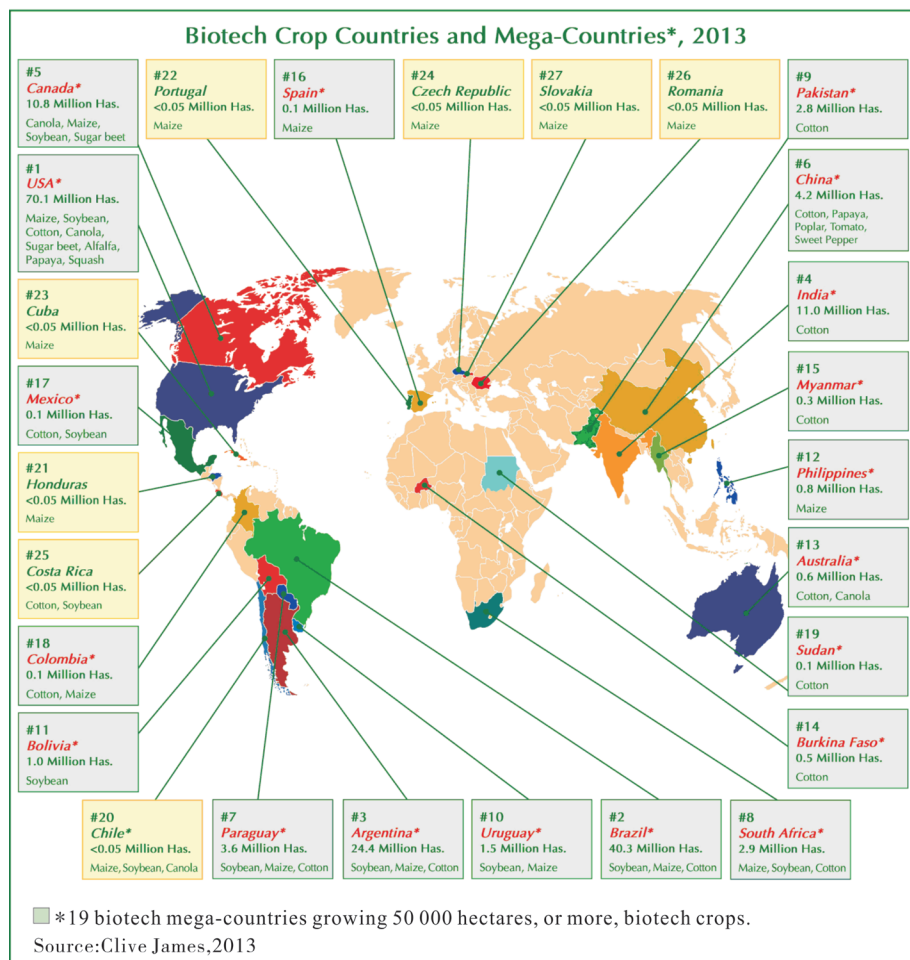 Biotech Crop Countries and Mega-Countries*, 2013
#5
Canada*
10.8 Million Has.
Canola, Maize,
Soybean, Sugar beet
#22
Portugal
<0.05 Million Has.
Maize
#16
Spain*
0.1 Million Has.
Maize
#24
Czech Republic
<0.05 Million Has.
Maize
#27
Slovakia
<0.05 Million Has.
Maize
#26
Romania
<0.05 Million Has.
Maize
#9
Pakistan*
2.8 Million Has.
Cotton
#1
USA*
70.1 Million Has.
Maize, Soybean,
Cotton, Canola,
Sugar beet, Alfalfa,
Papaya, Squash
#6
China*
4.2 Million Has.
Cotton, Papaya,
Poplar, Tomato,
Sweet Pepper
#23
Cuba
<0.05 Million Has.
Maize
#4
India*
11.0 Million Has.
Cotton
#17
Mexico*
0.1 Million Has.
Cotton, Soybean
#15
Myanmar*
0.3 Million Has.
Cotton
#21
Honduras
<0.05 Million Has.
Maize
#12
Philippines*
0.8 Million Has.
Maize
#25
Costa Rica
<0.05 Million Has.
Cotton, Soybean
#13
Australia*
0.6 Million Has.
Cotton, Canola
#18
Colombia*
0.1 Million Has.
Cotton, Maize
#19
Sudan*
0.1 Million Has.
Cotton
#11
Bolivia*
1.0 Million Has.
Soybean
#14
Burkina Faso*
0.5 Million Has.
Cotton
#20
Chile*
<0.05 Million Has.
Maize, Soybean, Canola
#7
Paraguay*
3.6 Million Has.
Soybean, Maize, Cotton
#3
Argentina*
24.4 Million Has.
Soybean, Maize, Cotton
#10
Uruguay*
1.5 Million Has.
Soybean, Maize
#2
Brazil*
40.3 Million Has.
Soybean, Maize, Cotton
#8
South Africa*
2.9 Million Has.
Maize, Soybean, Cotton
*19 biotech mega-countries growing 50 000 hectares, or more, biotech crops.
Source:Clive James,2013